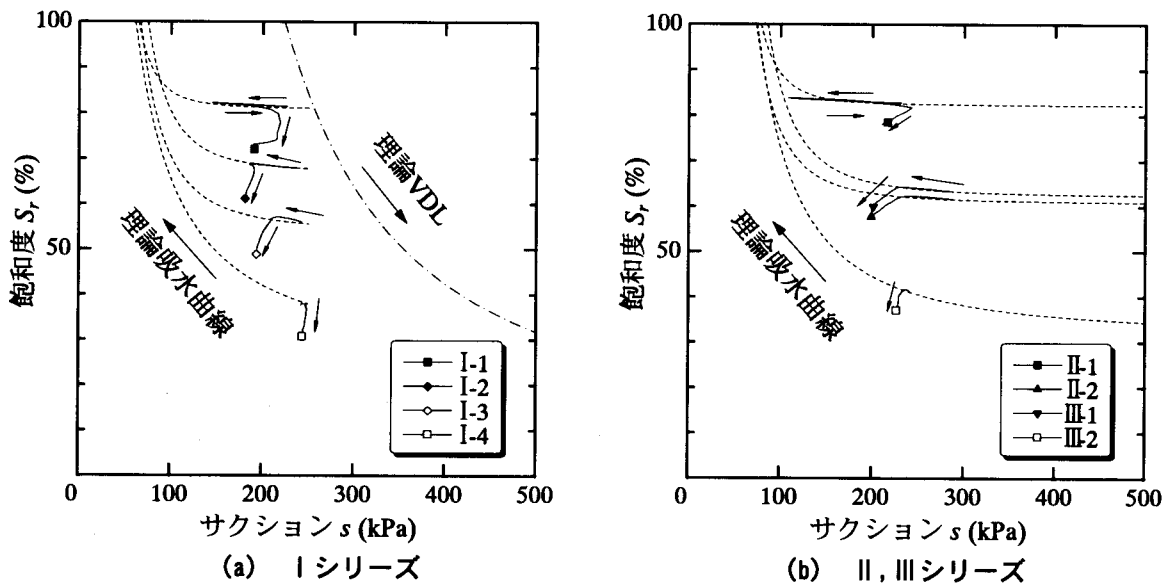 100
50
0
飽和度 Sr (%)
理論吸水曲線
理論VDL
I-1
I-2
I-3
I-4
0 100 200 300 400 500
サクション s (kPa)
(a) Iシリーズ
100
50
0
飽和度 Sr (%)
理論吸水曲線
II-1
II-2
III-1
III-2
0 100 200 300 400 500
サクション s (kPa)
(b) II, IIIシリーズ